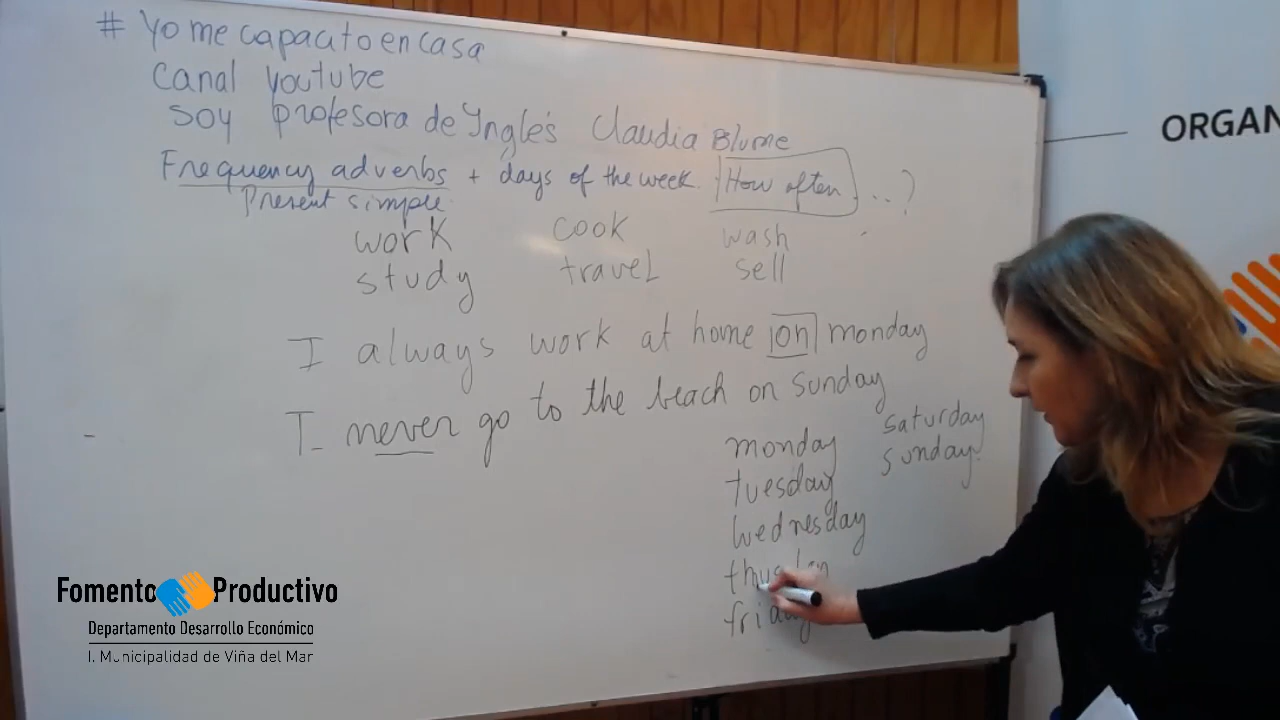 # Yo me capacito en casa
Canal youtube
Soy profesora de Inglés Claudia Blume
Frequency adverbs + days of the week. How often ...?
Present simple.
work cook wash
study travel sell
I always work at home on monday
I never go to the beach on Sunday
monday saturday
tuesday sunday.
wednesday
friday
ORGAN
Fomento Productivo
Departamento Desarrollo Económico
I. Municipalidad de Viña del Mar